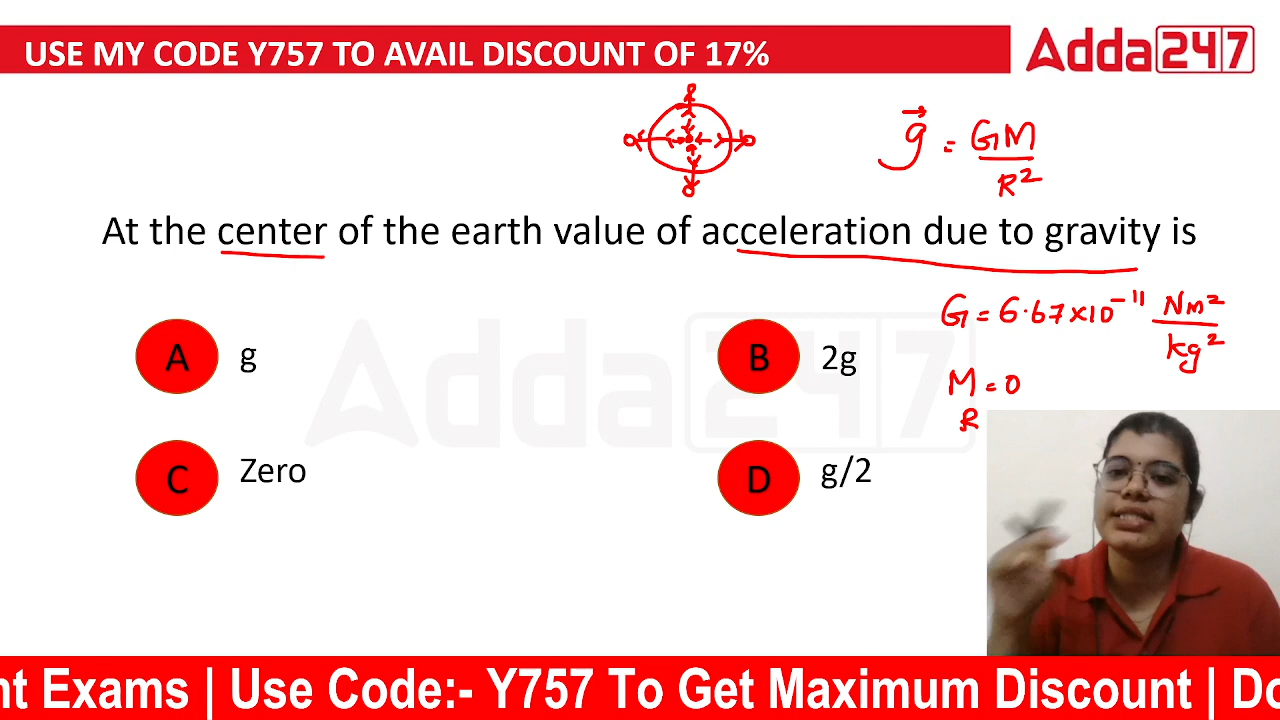 USE MY CODE Y757 TO AVAIL DISCOUNT OF 17%
Adda247
g = GM
R²
At the center of the earth value of acceleration due to gravity is
G = 6.67×10⁻¹¹ Nm²
kg²
A g
B 2g
M = 0
R
C Zero
D g/2
Adda247
nt Exams | Use Code:- Y757 To Get Maximum Discount | Do